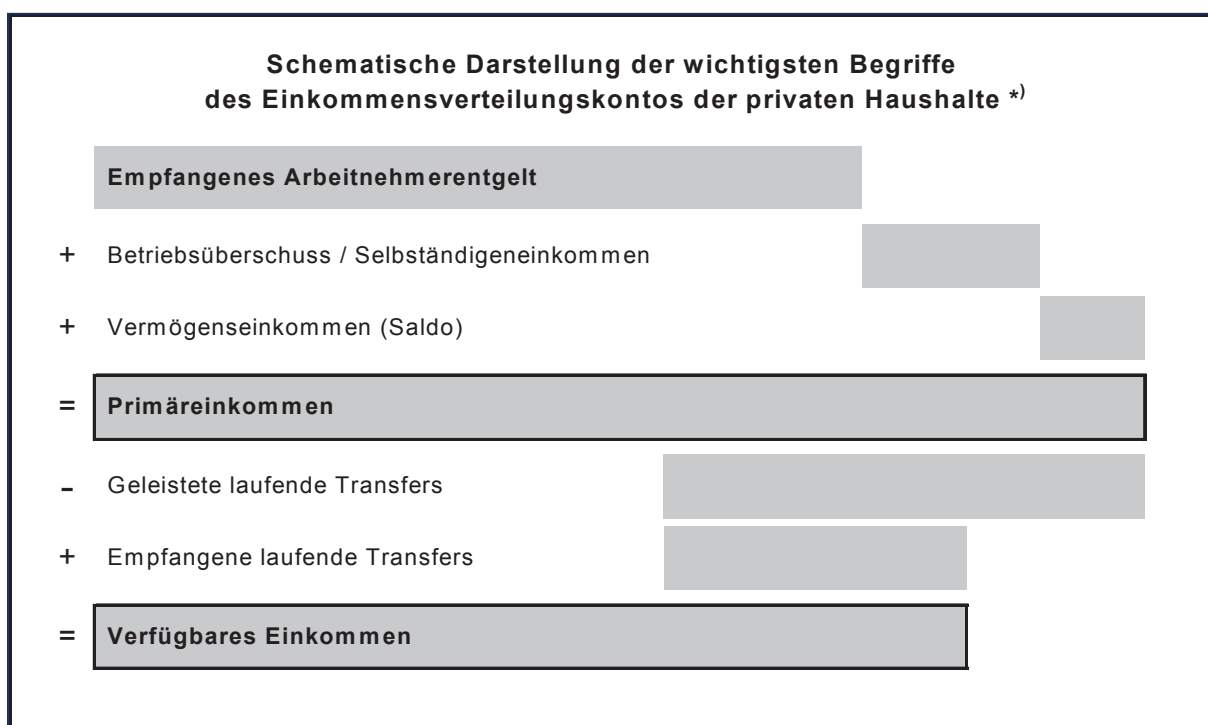 Schematische Darstellung der wichtigsten Begriffe
des Einkommensverteilungskontos der privaten Haushalte *)
Empfangenes Arbeitnehmerentgelt
+ Betriebsüberschuss / Selbständigeneinkommen
+ Vermögenseinkommen (Saldo)
= Primäreinkommen
- Geleistete laufende Transfers
+ Empfangene laufende Transfers
= Verfügbares Einkommen